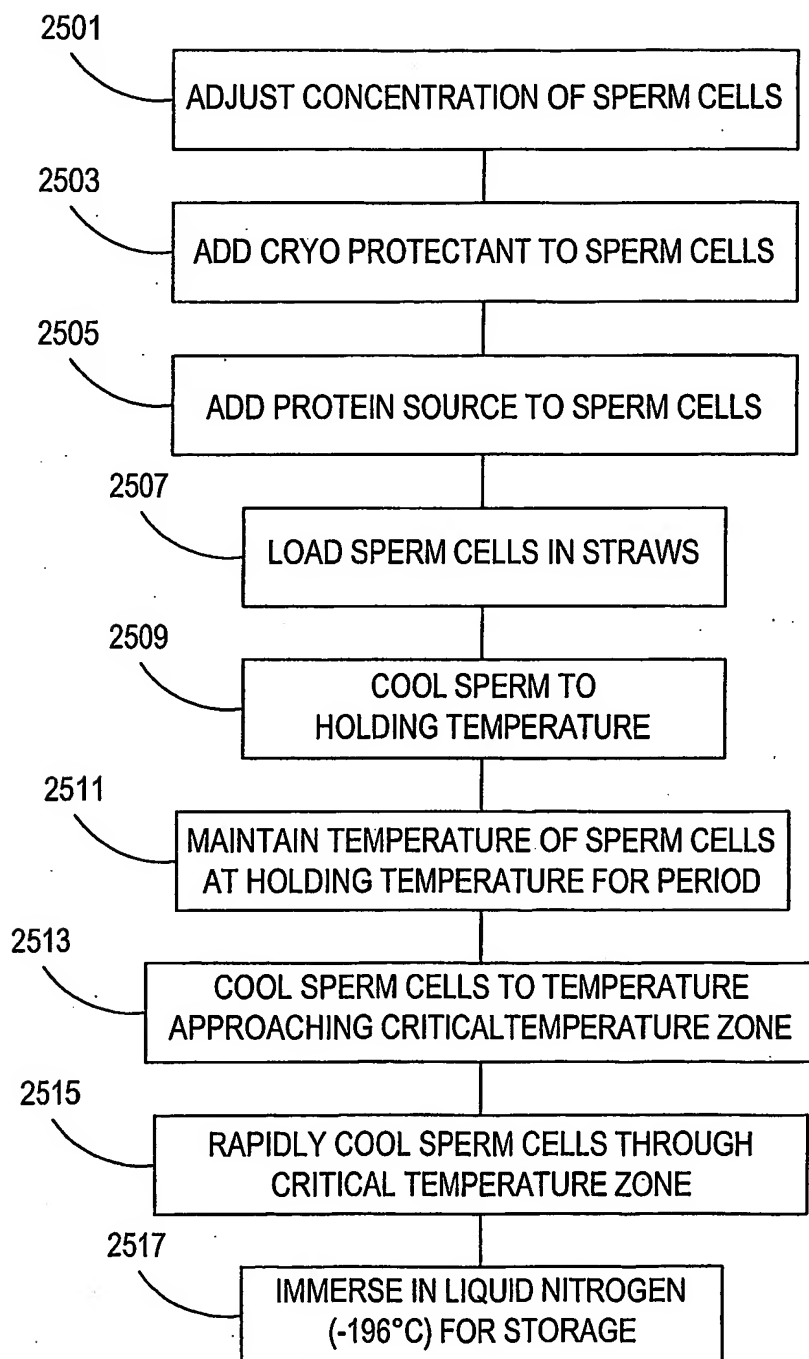 2501
ADJUST CONCENTRATION OF SPERM CELLS
2503
ADD CRYO PROTECTANT TO SPERM CELLS
2505
ADD PROTEIN SOURCE TO SPERM CELLS
2507
LOAD SPERM CELLS IN STRAWS
2509
COOL SPERM TO
HOLDING TEMPERATURE
2511
MAINTAIN TEMPERATURE OF SPERM CELLS
AT HOLDING TEMPERATURE FOR PERIOD
2513
COOL SPERM CELLS TO TEMPERATURE
APPROACHING CRITICALTEMPERATURE ZONE
2515
RAPIDLY COOL SPERM CELLS THROUGH
CRITICAL TEMPERATURE ZONE
2517
IMMERSE IN LIQUID NITROGEN
(-196°C) FOR STORAGE